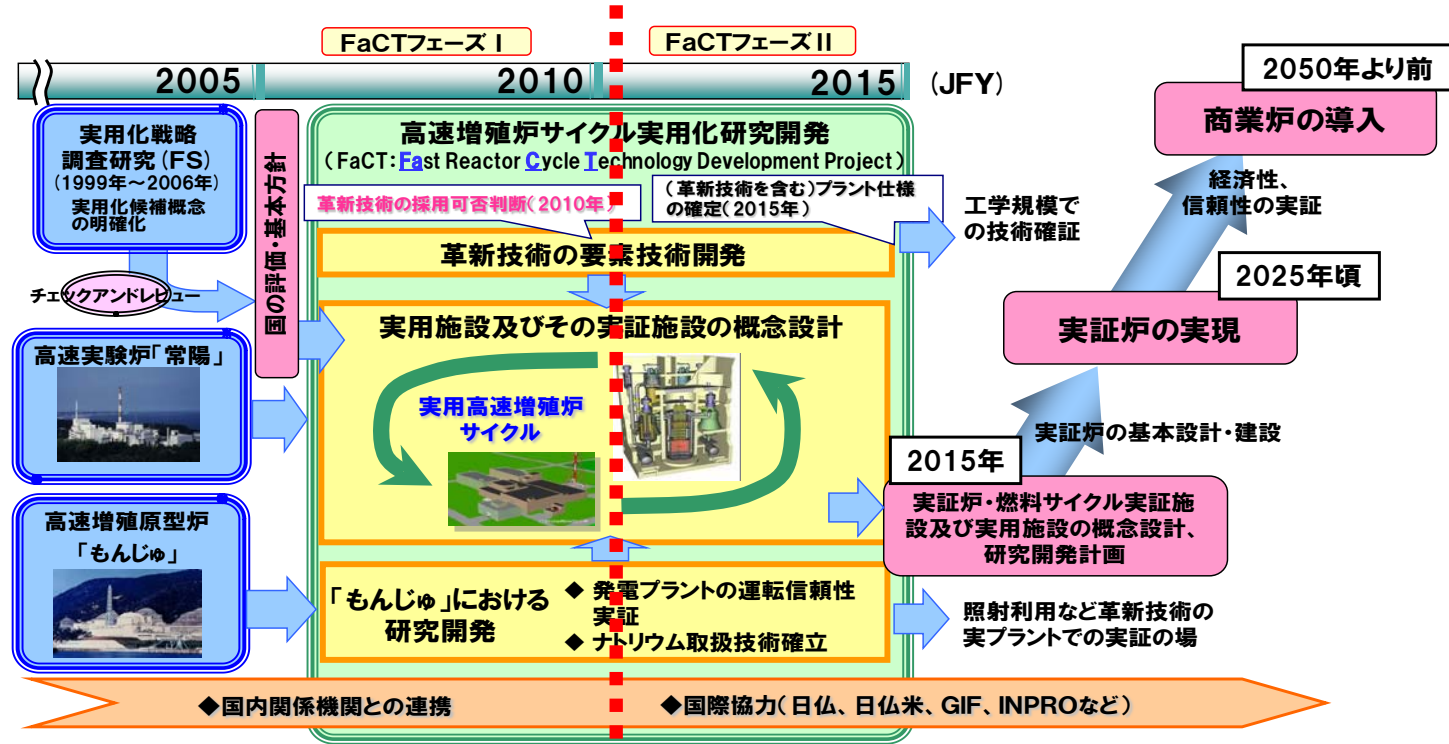 FaCTフェーズⅠ
FaCTフェーズⅡ
2005
2010
2015
(JFY)
実用化戦略
調査研究(FS)
(1999年～2006年)
実用化候補概念
の明確化
チェックアンドレビュー
国の評価・基本方針
高速実験炉「常陽」
高速増殖原型炉
「もんじゅ」
高速増殖炉サイクル実用化研究開発
(FaCT:Fast Reactor Cycle Technology Development Project)
革新技術の採用可否判断(2010年)
(革新技術を含む)プラント仕様
の確定(2015年)
革新技術の要素技術開発
実用施設及びその実証施設の概念設計
実用高速増殖炉
サイクル
「もんじゅ」における
研究開発
◆ 発電プラントの運転信頼性
実証
◆ ナトリウム取扱技術確立
工学規模で
の技術確証
2015年
実証炉・燃料サイクル実証施
設及び実用施設の概念設計、
研究開発計画
照射利用など革新技術の
実プラントでの実証の場
実証炉の基本設計・建設
2025年頃
実証炉の実現
経済性、
信頼性の実証
2050年より前
商業炉の導入
◆国内関係機関との連携
◆国際協力(日仏、日仏米、GIF、INPROなど)